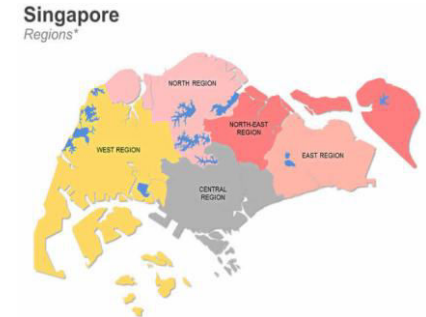 Singapore
Regions*
NORTH REGION
NORTH-EAST
REGION
WEST REGION
EAST REGION
CENTRAL
REGION